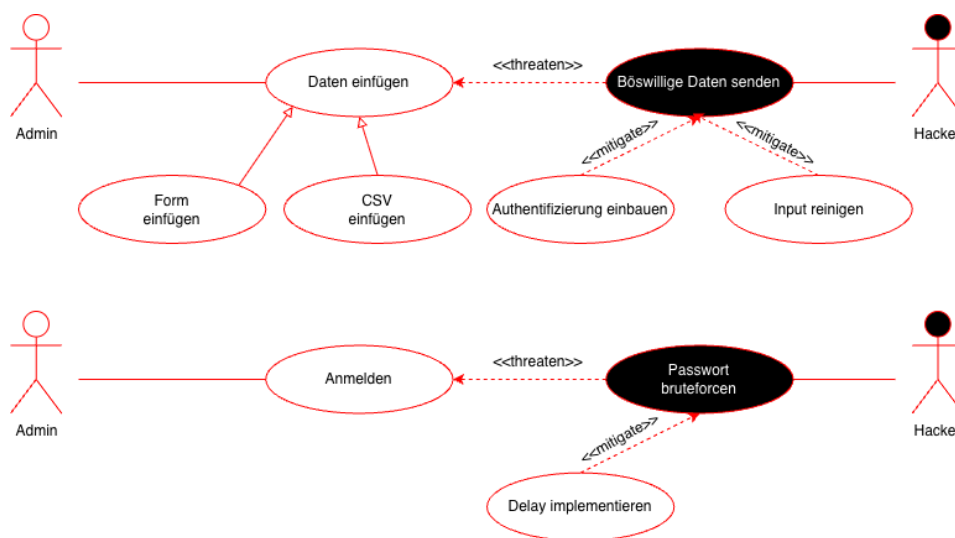 <<threaten>>
Daten einfügen
Böswillige Daten senden
Admin
Hacke
<<mitigate>>
<<mitigate>>
Form
einfügen
CSV
einfügen
Authentifizierung einbauen
Input reinigen
<<threaten>>
Anmelden
Passwort
bruteforcen
Admin
Hacke
<<mitigate>>
Delay implementieren